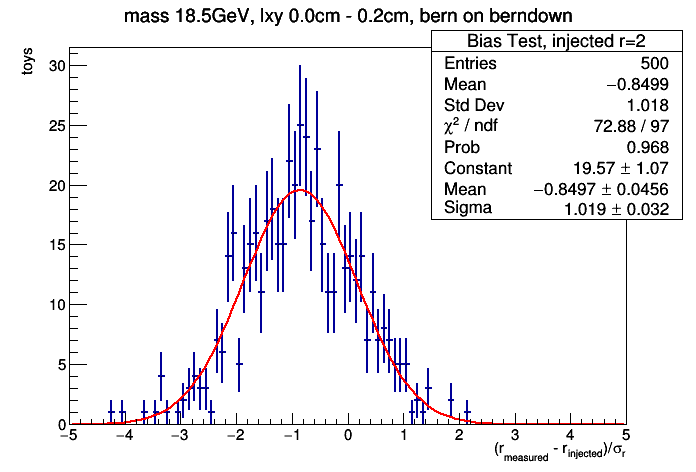 mass 18.5GeV, lxy 0.0cm - 0.2cm, bern on berndown
Bias Test, injected r=2
Entries 500
Mean −0.8499
Std Dev 1.018
χ² / ndf 72.88 / 97
Prob 0.968
Constant 19.57 ± 1.07
Mean −0.8497 ± 0.0456
Sigma 1.019 ± 0.032
toys
30
25
20
15
10
5
0
−5 −4 −3 −2 −1 0 1 2 3 4 5
(r_measured - r_injected)/σ_r